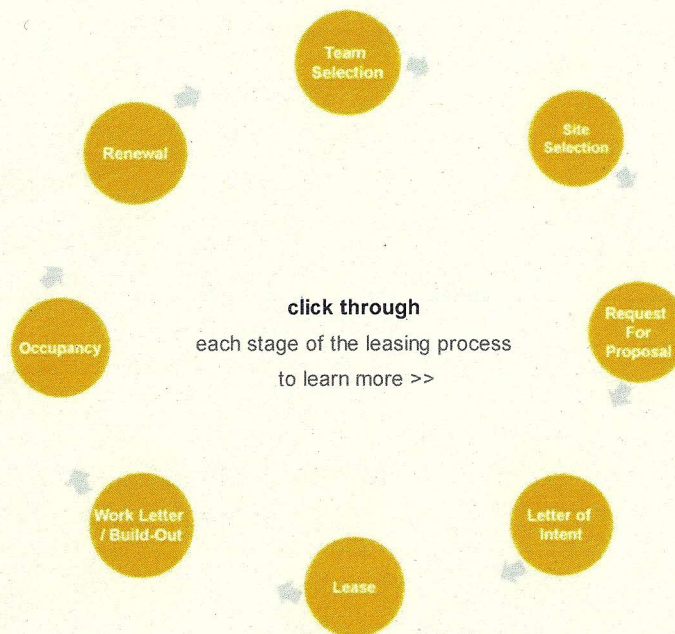 Team
Selection
Site
Selection
Request
For
Proposal
Letter of
Intent
Lease
Work Letter
/ Build-Out
Occupancy
Renewal
click through
each stage of the leasing process
to learn more >>